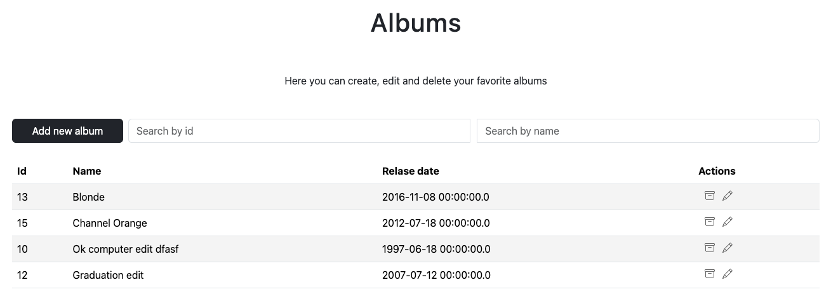 Albums
Here you can create, edit and delete your favorite albums
Add new album Search by id Search by name
Id Name Relase date Actions
13 Blonde 2016-11-08 00:00:00.0
15 Channel Orange 2012-07-18 00:00:00.0
10 Ok computer edit dfasf 1997-06-18 00:00:00.0
12 Graduation edit 2007-07-12 00:00:00.0